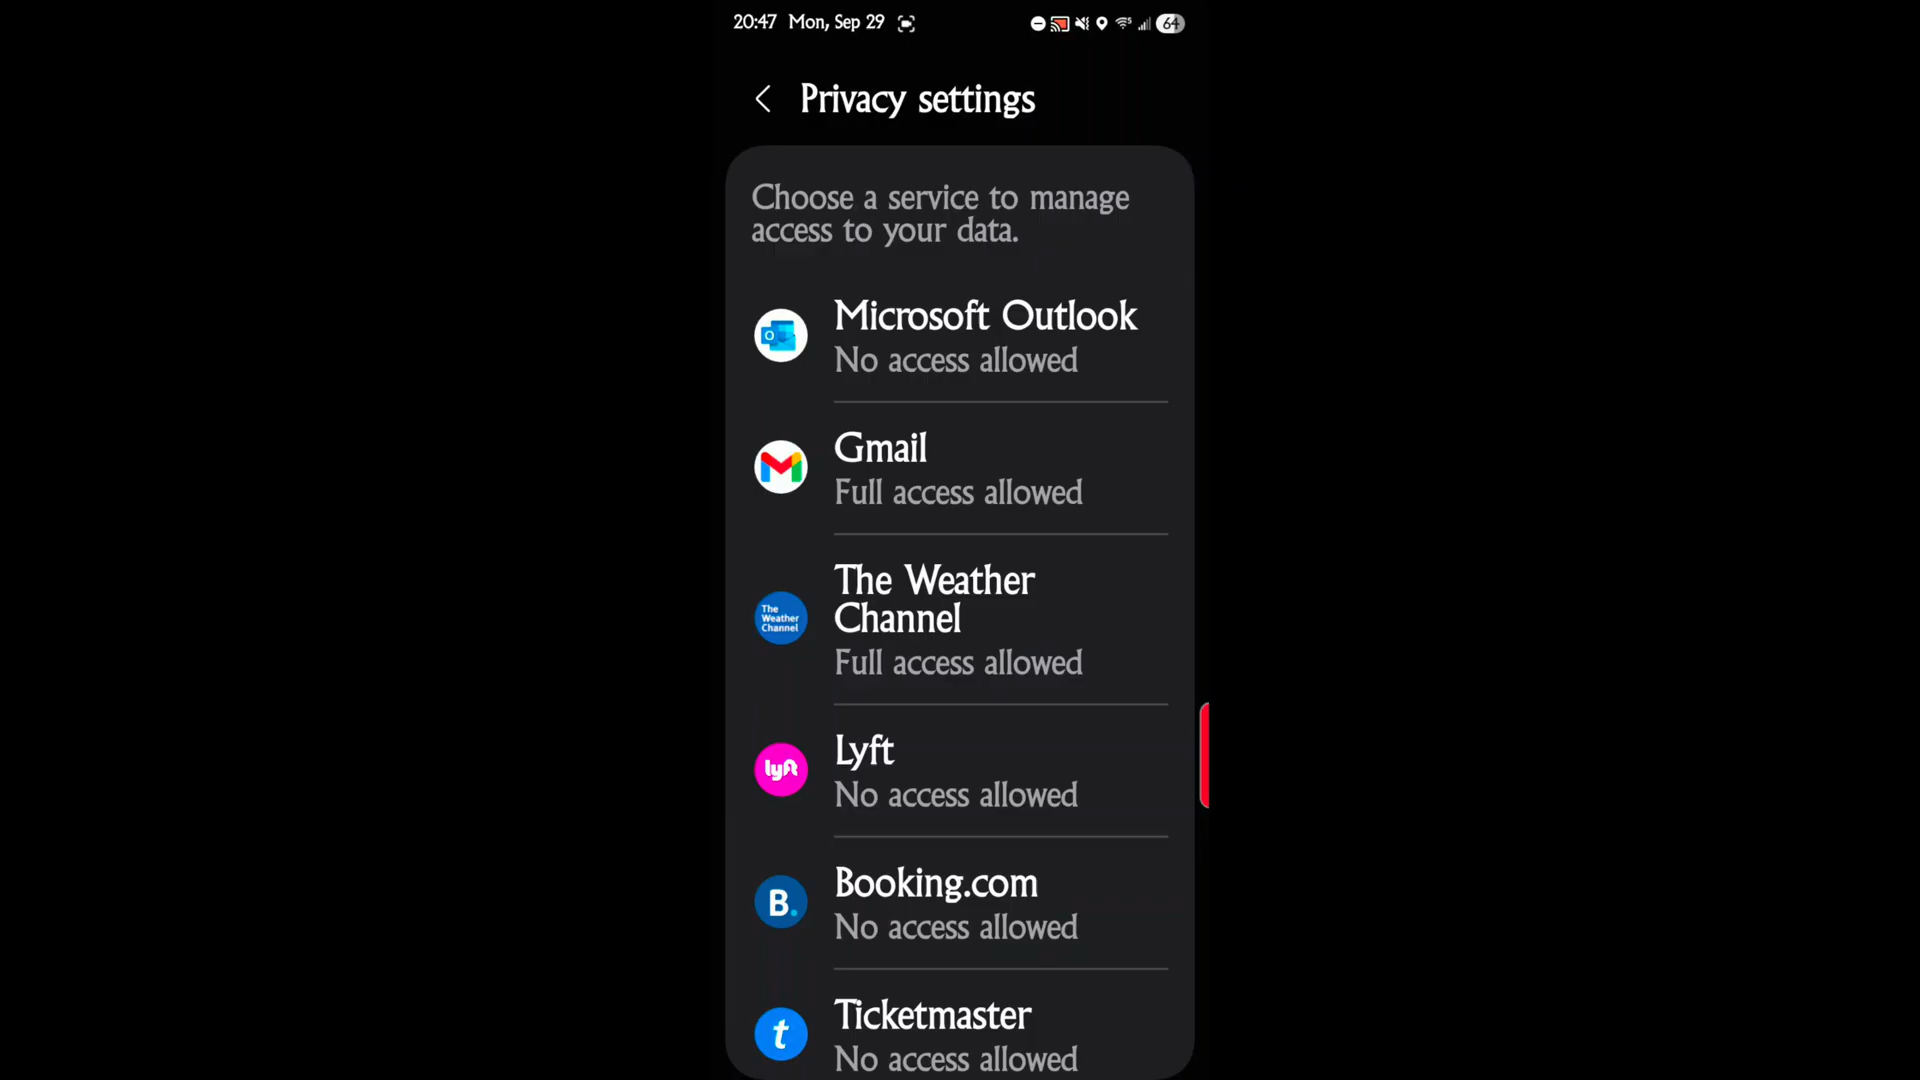 20:47 Mon, Sep 29
64
Privacy settings
Choose a service to manage
access to your data.
Microsoft Outlook
No access allowed
Gmail
Full access allowed
The Weather
Channel
The
Weather
Channel
Full access allowed
Lyft
lyft
No access allowed
Booking.com
B.
No access allowed
Ticketmaster
t
No access allowed